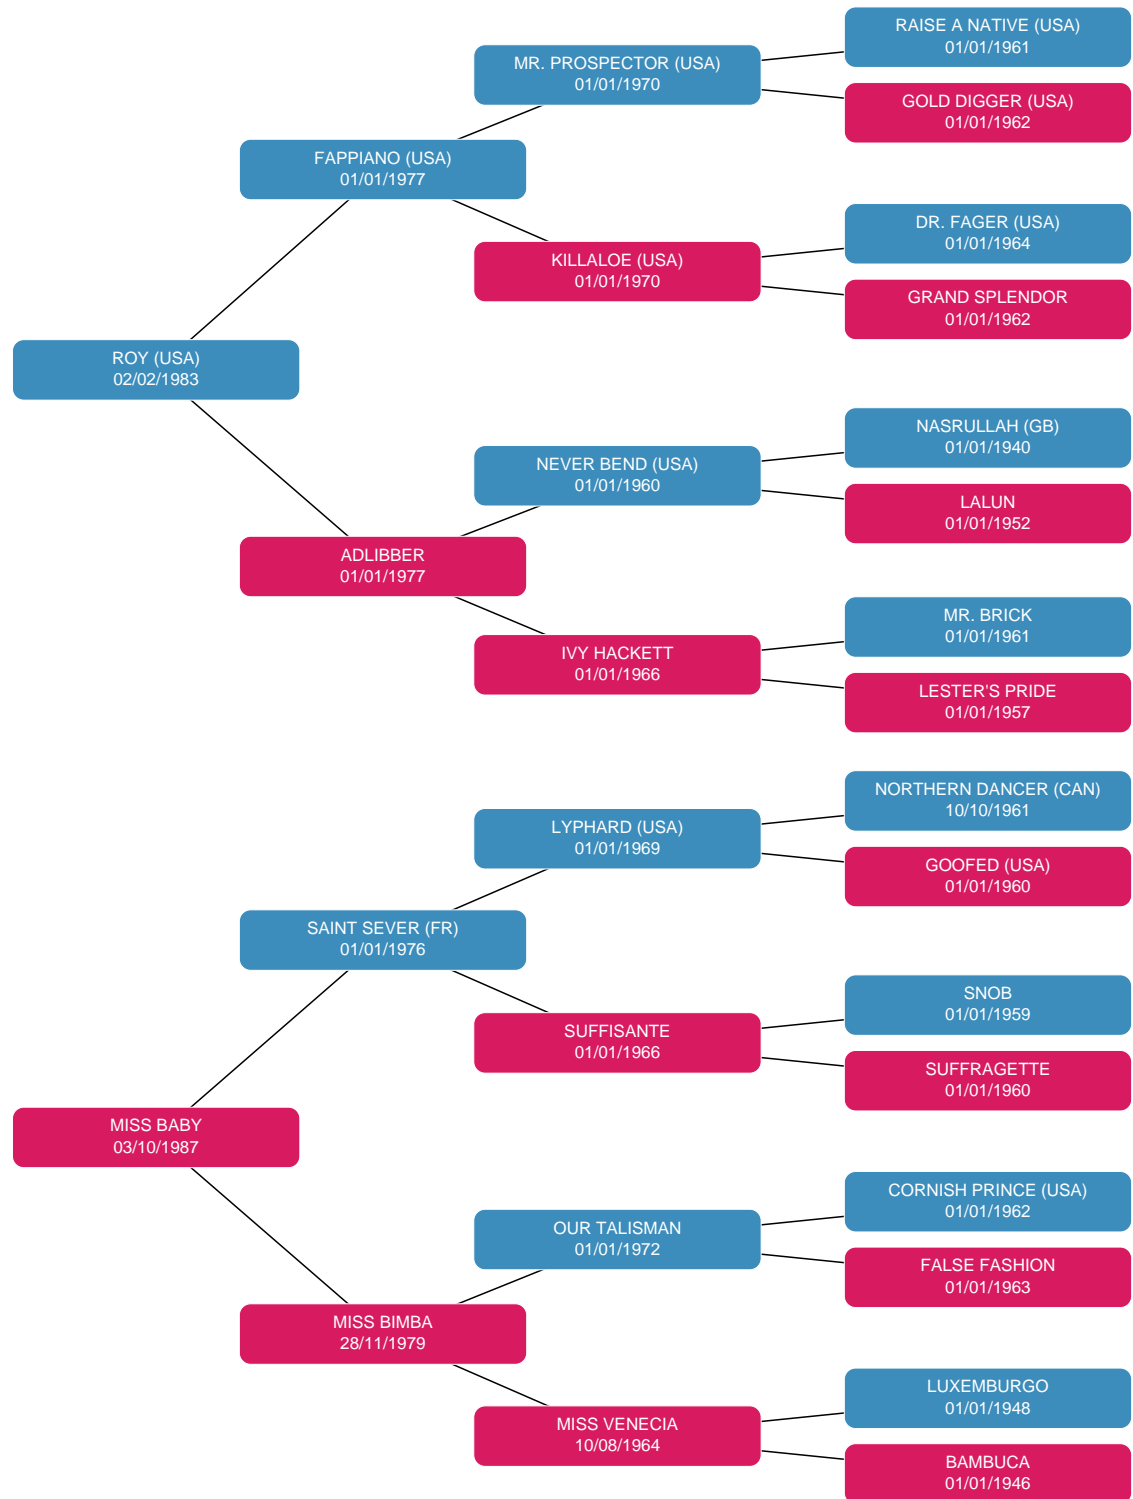 RAISE A NATIVE (USA)
01/01/1961
MR. PROSPECTOR (USA)
01/01/1970
GOLD DIGGER (USA)
01/01/1962
FAPPIANO (USA)
01/01/1977
DR. FAGER (USA)
01/01/1964
KILLALOE (USA)
01/01/1970
GRAND SPLENDOR
01/01/1962
ROY (USA)
02/02/1983
NASRULLAH (GB)
01/01/1940
NEVER BEND (USA)
01/01/1960
LALUN
01/01/1952
ADLIBBER
01/01/1977
MR. BRICK
01/01/1961
IVY HACKETT
01/01/1966
LESTER'S PRIDE
01/01/1957
NORTHERN DANCER (CAN)
10/10/1961
LYPHARD (USA)
01/01/1969
GOOFED (USA)
01/01/1960
SAINT SEVER (FR)
01/01/1976
SNOB
01/01/1959
SUFFISANTE
01/01/1966
SUFFRAGETTE
01/01/1960
MISS BABY
03/10/1987
CORNISH PRINCE (USA)
01/01/1962
OUR TALISMAN
01/01/1972
FALSE FASHION
01/01/1963
MISS BIMBA
28/11/1979
LUXEMBURGO
01/01/1948
MISS VENECIA
10/08/1964
BAMBUCA
01/01/1946